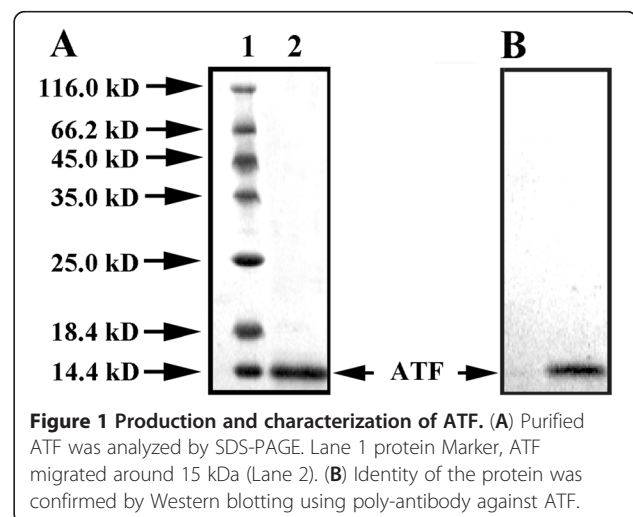 A 1 2 B
116.0 kD
66.2 kD
45.0 kD
35.0 kD
25.0 kD
18.4 kD
14.4 kD ATF
Figure 1 Production and characterization of ATF. (A) Purified
ATF was analyzed by SDS-PAGE. Lane 1 protein Marker, ATF
migrated around 15 kDa (Lane 2). (B) Identity of the protein was
confirmed by Western blotting using poly-antibody against ATF.